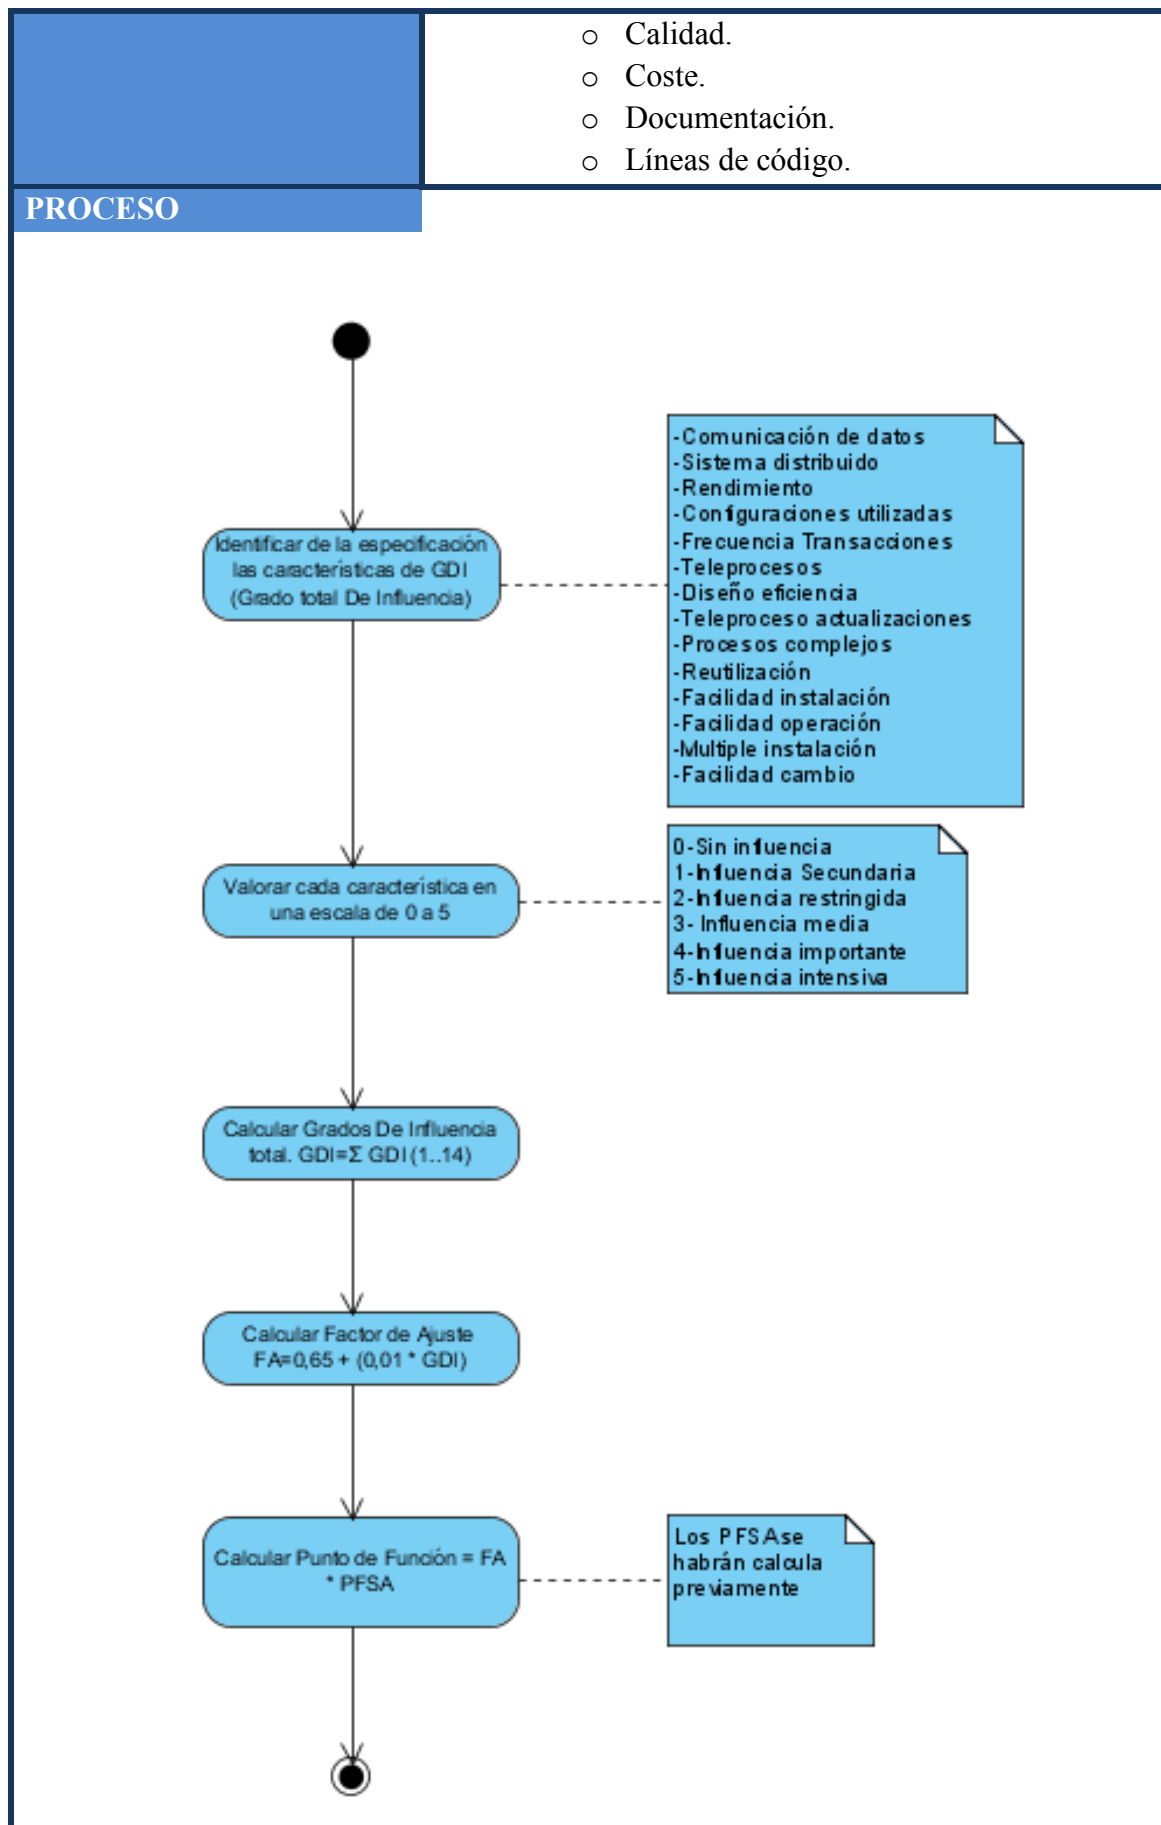 o Calidad.
o Coste.
o Documentación.
o Líneas de código.
PROCESO
Identificar de la especificación
las características de GDI
(Grado total De Influencia)
-Comunicación de datos
-Sistema distribuido
-Rendimiento
-Configuraciones utilizadas
-Frecuencia Transacciones
-Teleprocesos
-Diseño eficiencia
-Teleproceso actualizaciones
-Procesos complejos
-Reutilización
-Facilidad instalación
-Facilidad operación
-Multiple instalación
-Facilidad cambio
Valorar cada característica en
una escala de 0 a 5
0-Sin influencia
1-Influencia Secundaria
2-Influencia restringida
3- Influencia media
4-Influencia importante
5-Influencia intensiva
Calcular Grados De Influencia
total. GDI=Σ GDI (1..14)
Calcular Factor de Ajuste
FA=0,65 + (0,01 * GDI)
Calcular Punto de Función = FA
* PFSA
Los PFSA se
habrán calcula
previamente